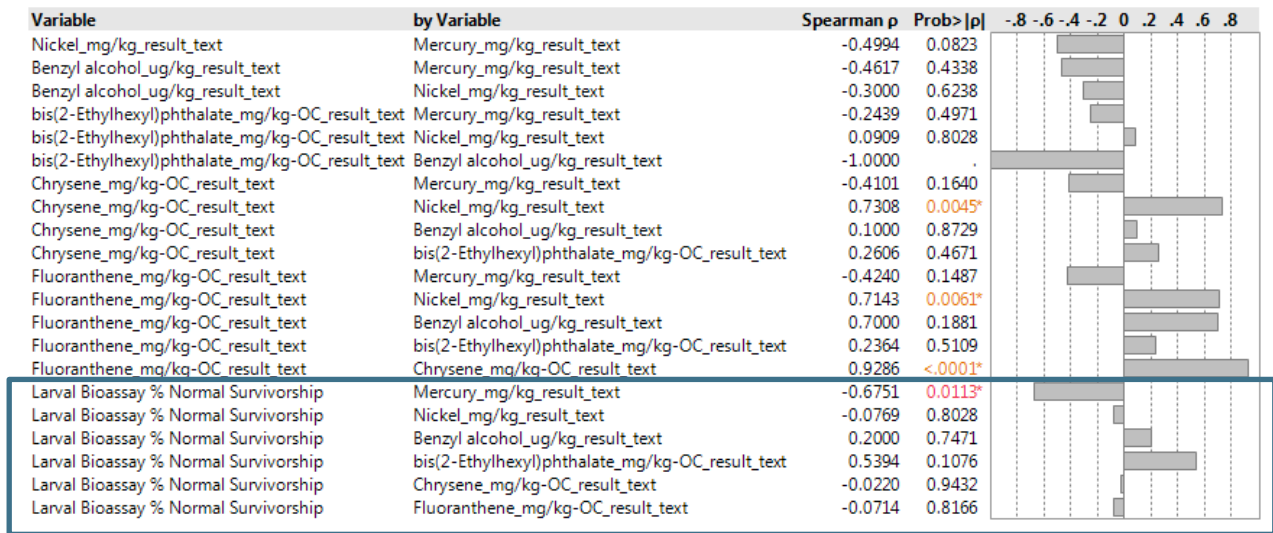 Variable by Variable Spearman ρ Prob>|ρ| -.8 -.6 -.4 -.2 0 .2 .4 .6 .8
Nickel_mg/kg_result_text Mercury_mg/kg_result_text -0.4994 0.0823
Benzyl alcohol_ug/kg_result_text Mercury_mg/kg_result_text -0.4617 0.4338
Benzyl alcohol_ug/kg_result_text Nickel_mg/kg_result_text -0.3000 0.6238
bis(2-Ethylhexyl)phthalate_mg/kg-OC_result_text Mercury_mg/kg_result_text -0.2439 0.4971
bis(2-Ethylhexyl)phthalate_mg/kg-OC_result_text Nickel_mg/kg_result_text 0.0909 0.8028
bis(2-Ethylhexyl)phthalate_mg/kg-OC_result_text Benzyl alcohol_ug/kg_result_text -1.0000 .
Chrysene_mg/kg-OC_result_text Mercury_mg/kg_result_text -0.4101 0.1640
Chrysene_mg/kg-OC_result_text Nickel_mg/kg_result_text 0.7308 0.0045*
Chrysene_mg/kg-OC_result_text Benzyl alcohol_ug/kg_result_text 0.1000 0.8729
Chrysene_mg/kg-OC_result_text bis(2-Ethylhexyl)phthalate_mg/kg-OC_result_text 0.2606 0.4671
Fluoranthene_mg/kg-OC_result_text Mercury_mg/kg_result_text -0.4240 0.1487
Fluoranthene_mg/kg-OC_result_text Nickel_mg/kg_result_text 0.7143 0.0061*
Fluoranthene_mg/kg-OC_result_text Benzyl alcohol_ug/kg_result_text 0.7000 0.1881
Fluoranthene_mg/kg-OC_result_text bis(2-Ethylhexyl)phthalate_mg/kg-OC_result_text 0.2364 0.5109
Fluoranthene_mg/kg-OC_result_text Chrysene_mg/kg-OC_result_text 0.9286 <.0001*
Larval Bioassay % Normal Survivorship Mercury_mg/kg_result_text -0.6751 0.0113*
Larval Bioassay % Normal Survivorship Nickel_mg/kg_result_text -0.0769 0.8028
Larval Bioassay % Normal Survivorship Benzyl alcohol_ug/kg_result_text 0.2000 0.7471
Larval Bioassay % Normal Survivorship bis(2-Ethylhexyl)phthalate_mg/kg-OC_result_text 0.5394 0.1076
Larval Bioassay % Normal Survivorship Chrysene_mg/kg-OC_result_text -0.0220 0.9432
Larval Bioassay % Normal Survivorship Fluoranthene_mg/kg-OC_result_text -0.0714 0.8166